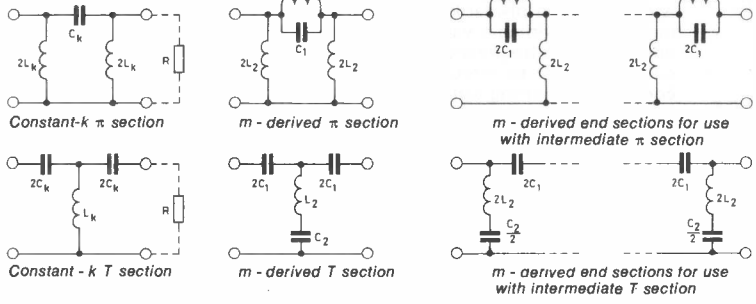 Cₖ
2Lₖ
2Lₖ
R
Constant-k π section
C₁
2L₂
2L₂
m - derived π section
2C₁
2L₂
2C₁
2L₂
m - derived end sections for use
with intermediate π section
2Cₖ
2Cₖ
Lₖ
R
Constant - k T section
2C₁
2C₁
L₂
C₂
m - derived T section
2C₁
2L₂
C₂
2
2C₁
2L₂
C₂
2
m - derived end sections for use
with intermediate T section